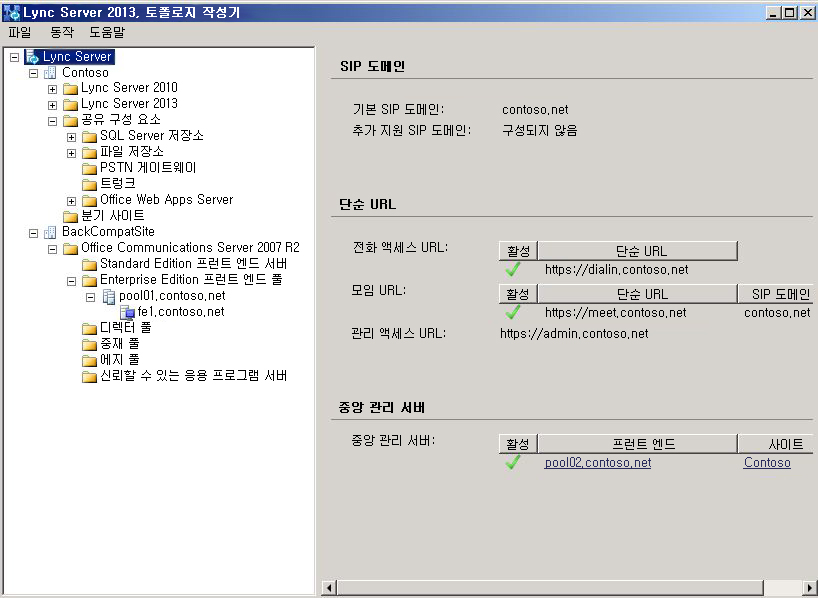 Lync Server 2013, 토폴로지 작성기
파일 동작 도움말
Lync Server
Contoso
Lync Server 2010
Lync Server 2013
공유 구성 요소
SQL Server 저장소
파일 저장소
PSTN 게이트웨이
트렁크
Office Web Apps Server
분기 사이트
BackCompatSite
Office Communications Server 2007 R2
Standard Edition 프런트 엔드 서버
Enterprise Edition 프런트 엔드 풀
pool01.contoso.net
fe1.contoso.net
디렉터 풀
중재 풀
에지 풀
신뢰할 수 있는 응용 프로그램 서버
SIP 도메인
기본 SIP 도메인: contoso.net
추가 지원 SIP 도메인: 구성되지 않음
단순 URL
전화 액세스 URL: 활성 단순 URL
https://dialin.contoso.net
모임 URL: 활성 단순 URL SIP 도메인
https://meet.contoso.net contoso.net
관리 액세스 URL: https://admin.contoso.net
중앙 관리 서버
중앙 관리 서버: 활성 프런트 엔드 사이트
pool02.contoso.net Contoso